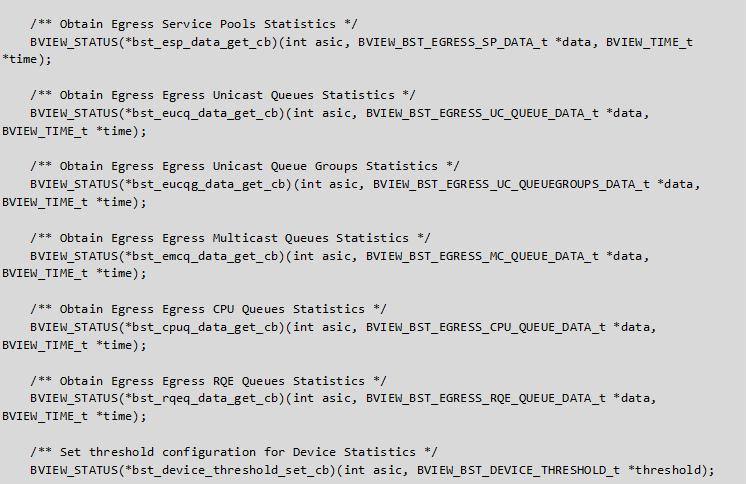 /** Obtain Egress Service Pools Statistics */
BVIEW_STATUS(*bst_esp_data_get_cb)(int asic, BVIEW_BST_EGRESS_SP_DATA_t *data, BVIEW_TIME_t
*time);
/** Obtain Egress Egress Unicast Queues Statistics */
BVIEW_STATUS(*bst_eucq_data_get_cb)(int asic, BVIEW_BST_EGRESS_UC_QUEUE_DATA_t *data,
BVIEW_TIME_t *time);
/** Obtain Egress Egress Unicast Queue Groups Statistics */
BVIEW_STATUS(*bst_eucqg_data_get_cb)(int asic, BVIEW_BST_EGRESS_UC_QUEUEGROUPS_DATA_t *data,
BVIEW_TIME_t *time);
/** Obtain Egress Egress Multicast Queues Statistics */
BVIEW_STATUS(*bst_emcq_data_get_cb)(int asic, BVIEW_BST_EGRESS_MC_QUEUE_DATA_t *data,
BVIEW_TIME_t *time);
/** Obtain Egress Egress CPU Queues Statistics */
BVIEW_STATUS(*bst_cpuq_data_get_cb)(int asic, BVIEW_BST_EGRESS_CPU_QUEUE_DATA_t *data,
BVIEW_TIME_t *time);
/** Obtain Egress Egress RQE Queues Statistics */
BVIEW_STATUS(*bst_rqeq_data_get_cb)(int asic, BVIEW_BST_EGRESS_RQE_QUEUE_DATA_t *data,
BVIEW_TIME_t *time);
/** Set threshold configuration for Device Statistics */
BVIEW_STATUS(*bst_device_threshold_set_cb)(int asic, BVIEW_BST_DEVICE_THRESHOLD_t *threshold);